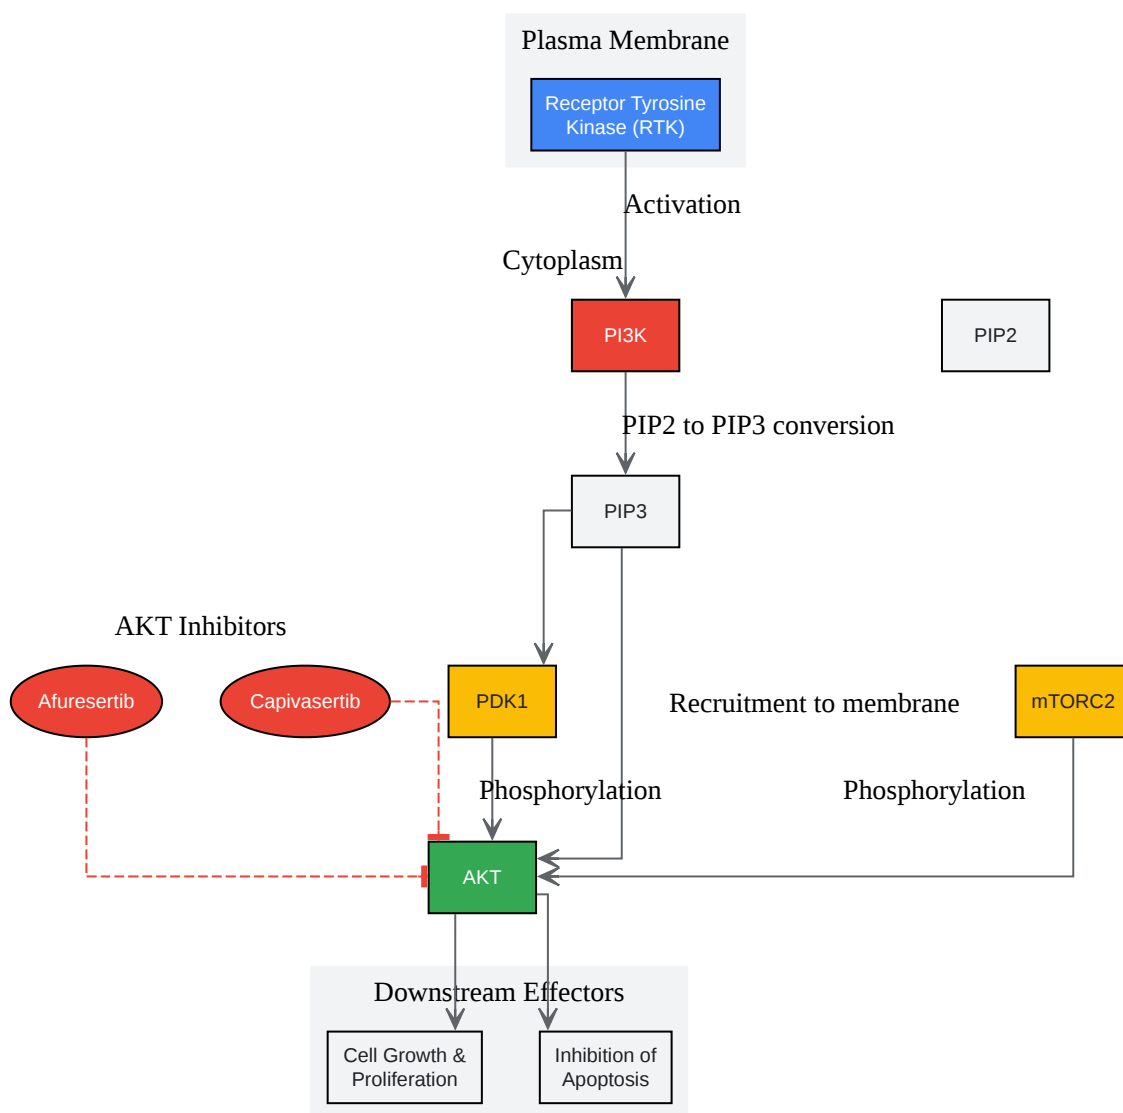 Plasma Membrane
Receptor Tyrosine
Kinase (RTK)
Activation
Cytoplasm
PI3K
PIP2
PIP2 to PIP3 conversion
PIP3
AKT Inhibitors
Afuresertib
Capivasertib
PDK1
Recruitment to membrane
mTORC2
Phosphorylation
Phosphorylation
AKT
Downstream Effectors
Cell Growth &
Proliferation
Inhibition of
Apoptosis